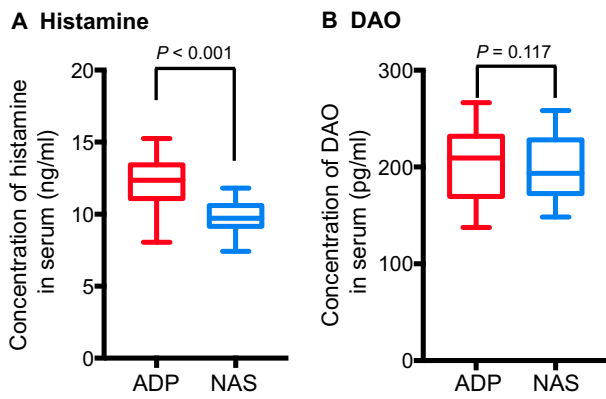 A Histamine
P < 0.001
Concentration of histamine
in serum (ng/ml)
20
15
10
5
0
ADP
NAS
B DAO
P = 0.117
Concentration of DAO
in serum (pg/ml)
300
200
100
0
ADP
NAS